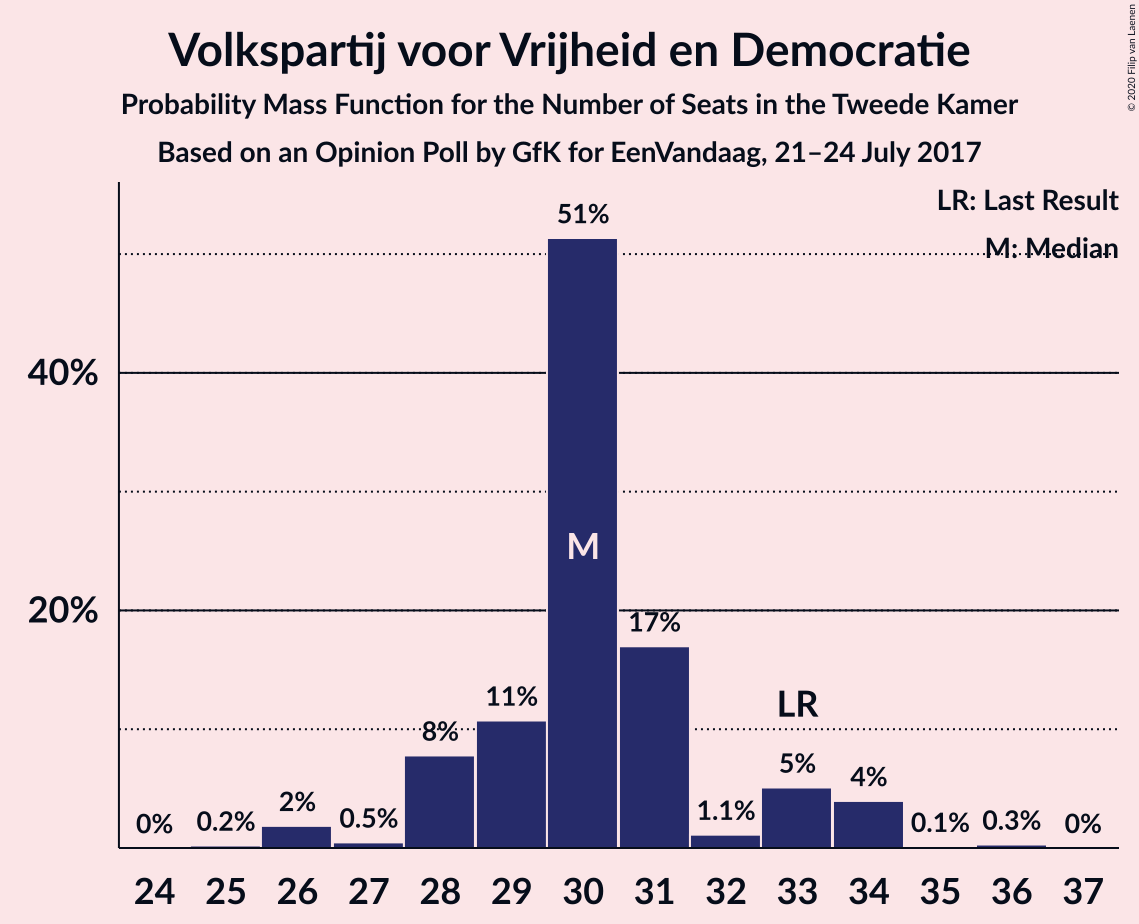 Volkspartij voor Vrijheid en Democratie
Probability Mass Function for the Number of Seats in the Tweede Kamer
Based on an Opinion Poll by GfK for EenVandaag, 21–24 July 2017
© 2020 Filip van Laenen
LR: Last Result
M: Median
40%
20%
0%
0.2%
2%
0.5%
8%
11%
51%
M
17%
1.1%
LR
5%
4%
0.1%
0.3%
0%
24 25 26 27 28 29 30 31 32 33 34 35 36 37